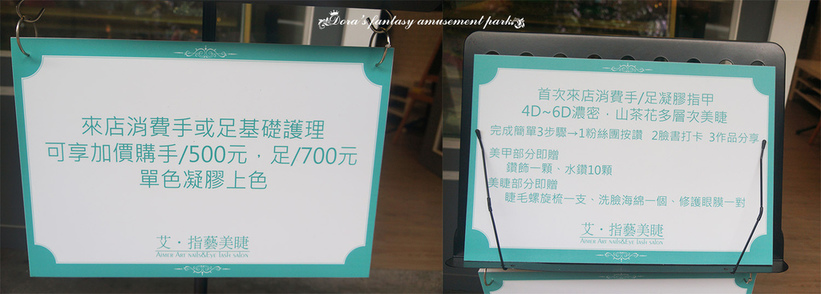 Dora's fantasy amusement park
來店消費手或足基礎護理
可享加價購手/500元，足/700元
單色凝膠上色
艾・指藝美睫
首次來店消費手/足凝膠指甲
4D~6D濃密，山茶花多層次美睫
完成簡單3步驟→1粉絲團按讚 2臉書打卡 3作品分享
美甲部分即贈
鑽飾一顆、水鑽10顆
美睫部分即贈
睫毛螺旋梳一支、洗臉海綿一個、修護眼膜一對
艾・指藝美睫